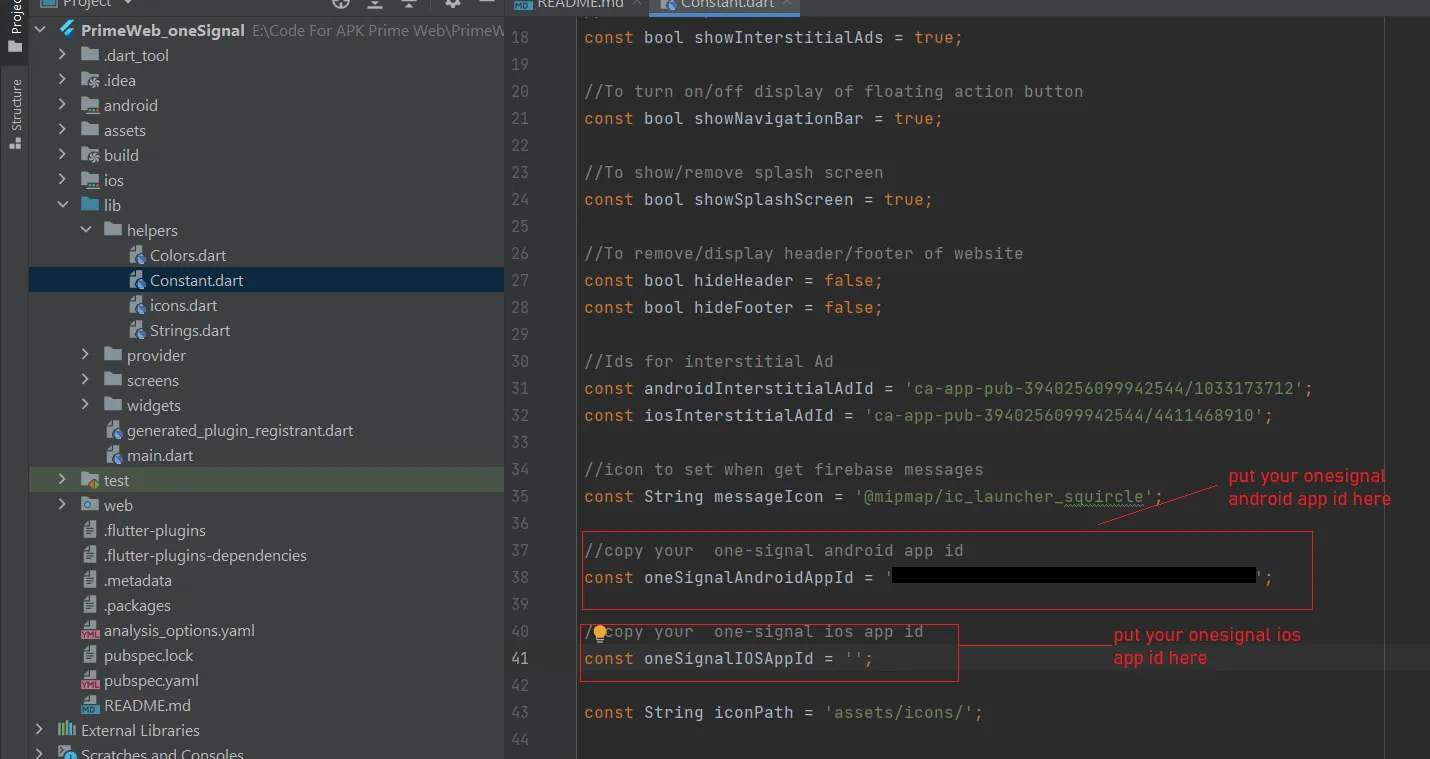 Project
README.md
Constant.dart
Project
Structure
PrimeWeb_oneSignal E:\Code For APK Prime Web\PrimeW
.dart_tool
.idea
android
assets
build
ios
lib
helpers
Colors.dart
Constant.dart
icons.dart
Strings.dart
provider
screens
widgets
generated_plugin_registrant.dart
main.dart
test
web
.flutter-plugins
.flutter-plugins-dependencies
.metadata
.packages
analysis_options.yaml
pubspec.lock
pubspec.yaml
README.md
External Libraries
Scratches and Consoles
18 const bool showInterstitialAds = true;
19
20 //To turn on/off display of floating action button
21 const bool showNavigationBar = true;
22
23 //To show/remove splash screen
24 const bool showSplashScreen = true;
25
26 //To remove/display header/footer of website
27 const bool hideHeader = false;
28 const bool hideFooter = false;
29
30 //Ids for interstitial Ad
31 const androidInterstitialAdId = 'ca-app-pub-3940256099942544/1033173712';
32 const iosInterstitialAdId = 'ca-app-pub-3940256099942544/4411468910';
33
34 //icon to set when get firebase messages
35 const String messageIcon = '@mipmap/ic_launcher_squircle';
36
37 //copy your  one-signal android app id
38 const oneSignalAndroidAppId = '';
39
40 //copy your  one-signal ios app id
41 const oneSignalIOSAppId = '';
42
43 const String iconPath = 'assets/icons/';
44
put your onesignal
android app id here
put your onesignal ios
app id here